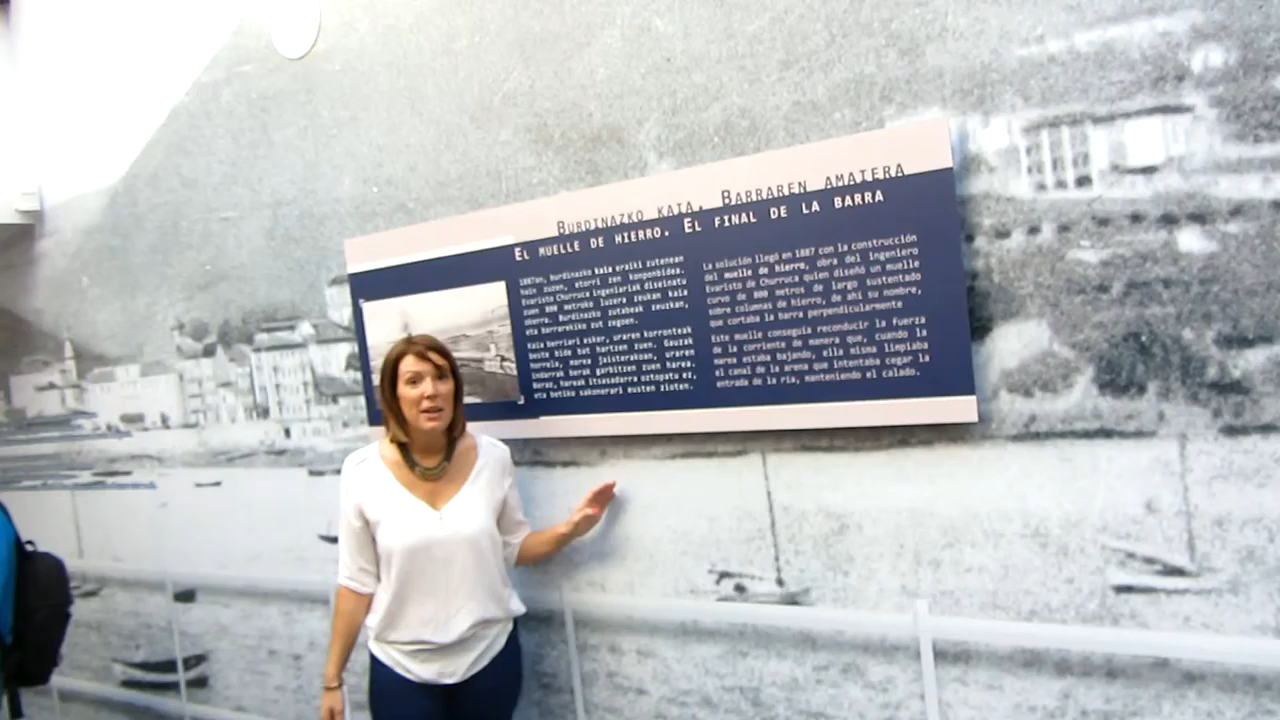 BURDINAZKO KAIA. BARRAREN AMAIERA
EL MUELLE DE HIERRO. EL FINAL DE LA BARRA
1887an, burdinazko kaia eraiki zutenean
hain zuzen, etorri zen konponbidea.
Evaristo Churruca ingeniariak diseinatu
zuen 800 metroko luzera zeukan kaia
okerra. Burdinazko zutabeak zeuzkan,
eta barrarekiko zut zegoen.
Kaia berriari esker, uraren korronteak
beste bide bat hartzen zuen. Gauzak
horrela, marea jaisterakoan, uraren
indarrak berak garbitzen zuen harea.
Beraz, hareak itsasadarra oztopatu ez,
eta betiko sakonerari eusten zioten.
La solución llegó en 1887 con la construcción
del muelle de hierro, obra del ingeniero
Evaristo de Churruca quien diseñó un muelle
curvo de 800 metros de largo sustentado
sobre columnas de hierro, de ahí su nombre,
que cortaba la barra perpendicularmente
Este muelle conseguía reconducir la fuerza
de la corriente de manera que, cuando la
marea estaba bajando, ella misma limpiaba
el canal de la arena que intentaba cegar la
entrada de la ría, manteniendo el calado.